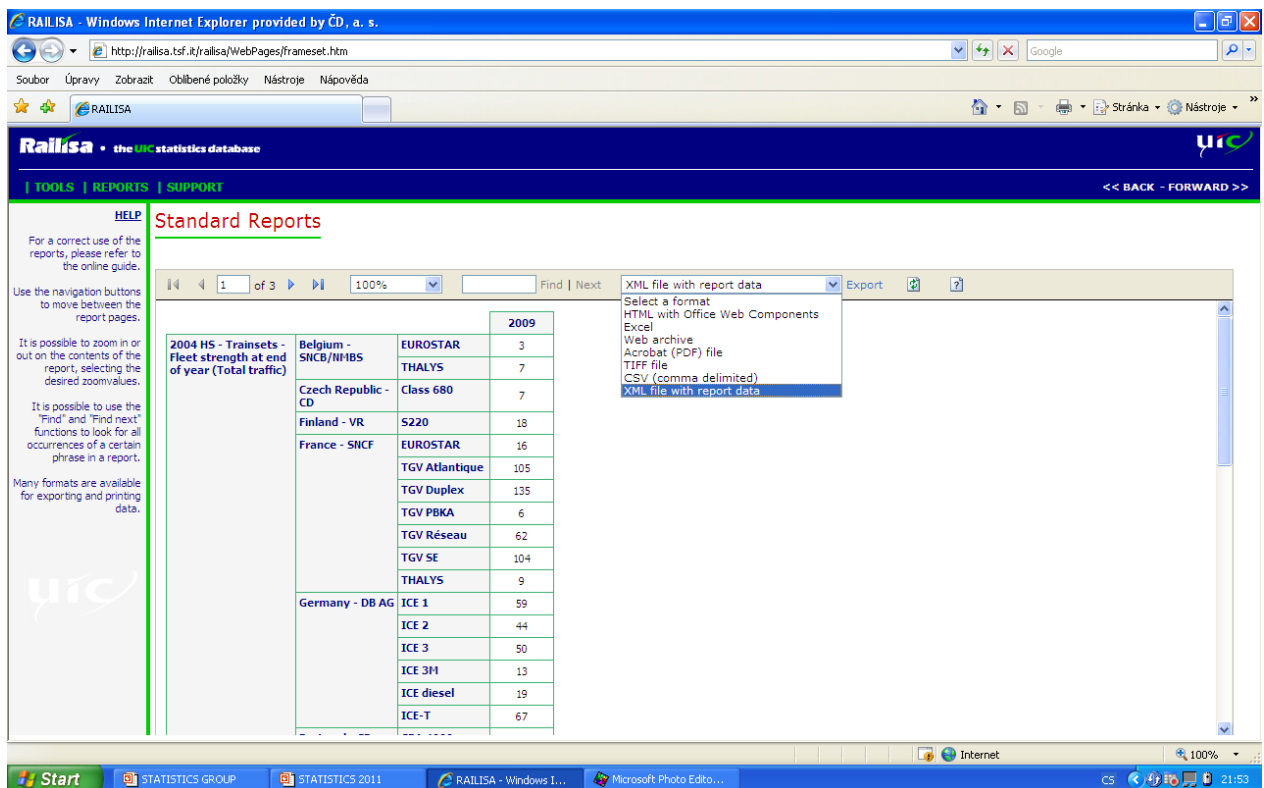 RAILISA - Windows Internet Explorer provided by ČD, a. s.
http://railisa.tsf.it/railisa/WebPages/frameset.htm
Google
Soubor Úpravy Zobrazit Oblíbené položky Nástroje Nápověda
RAILISA
Stránka
Nástroje
»
Railisa • the UIC statistics database
uic
| TOOLS | REPORTS | SUPPORT
<< BACK - FORWARD >>
HELP
For a correct use of the
reports, please refer to
the online guide.
Use the navigation buttons
to move between the
report pages.
It is possible to zoom in or
out on the contents of the
report, selecting the
desired zoomvalues.
It is possible to use the
"Find" and "Find next"
functions to look for all
occurrences of a certain
phrase in a report.
Many formats are available
for exporting and printing
data.
uic
Standard Reports
1 of 3 100% Find | Next XML file with report data Export
Select a format
HTML with Office Web Components
Excel
Web archive
Acrobat (PDF) file
TIFF file
CSV (comma delimited)
XML file with report data
2009
2004 HS - Trainsets -
Fleet strength at end
of year (Total traffic)
Belgium -
SNCB/NMBS
EUROSTAR 3
THALYS 7
Czech Republic -
CD
Class 680 7
Finland - VR S220 18
France - SNCF EUROSTAR 16
TGV Atlantique 105
TGV Duplex 135
TGV PBKA 6
TGV Réseau 62
TGV SE 104
THALYS 9
Germany - DB AG ICE 1 59
ICE 2 44
ICE 3 50
ICE 3M 13
ICE diesel 19
ICE-T 67
Internet
100%
Start
STATISTICS GROUP
STATISTICS 2011
RAILISA - Windows I...
Microsoft Photo Edito...
CS
21:53